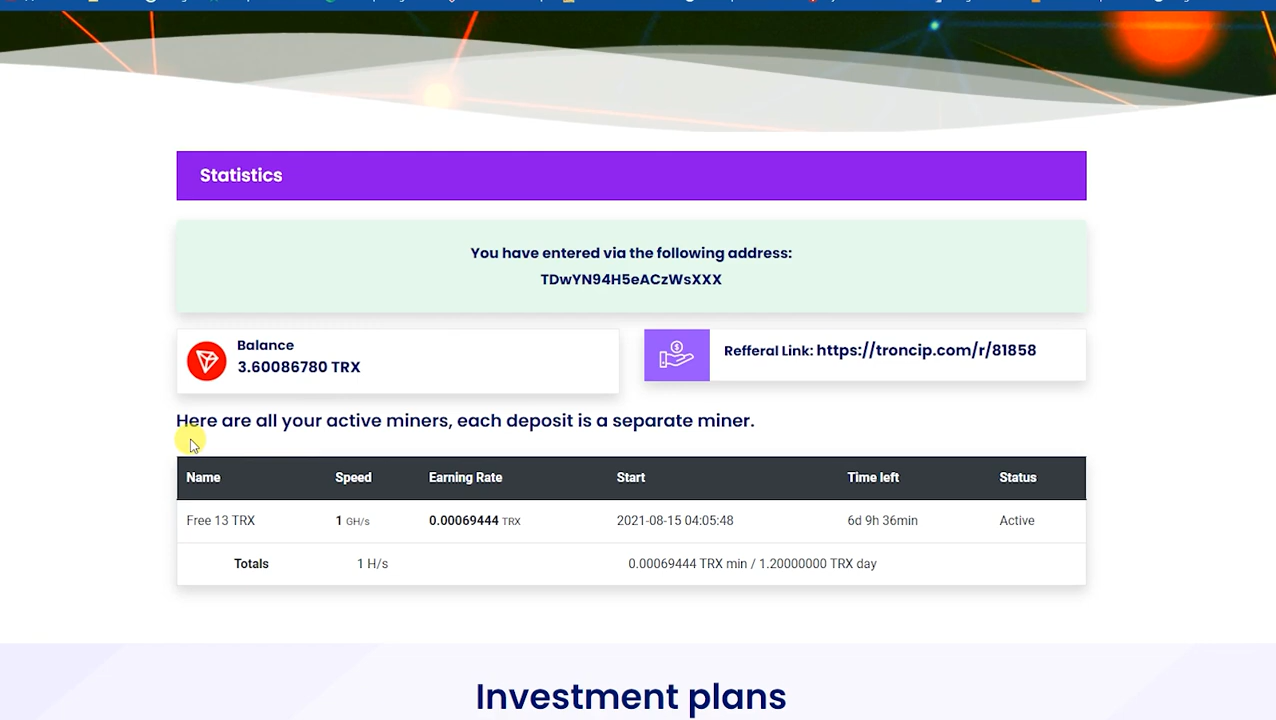 Statistics
You have entered via the following address:
TDwYN94H5eACzWsXXX
Balance
3.60086780 TRX
Refferal Link: https://troncip.com/r/81858
Here are all your active miners, each deposit is a separate miner.
Name Speed Earning Rate Start Time left Status
Free 13 TRX 1 GH/s 0.00069444 TRX 2021-08-15 04:05:48 6d 9h 36min Active
Totals 1 H/s 0.00069444 TRX min / 1.20000000 TRX day
Investment plans